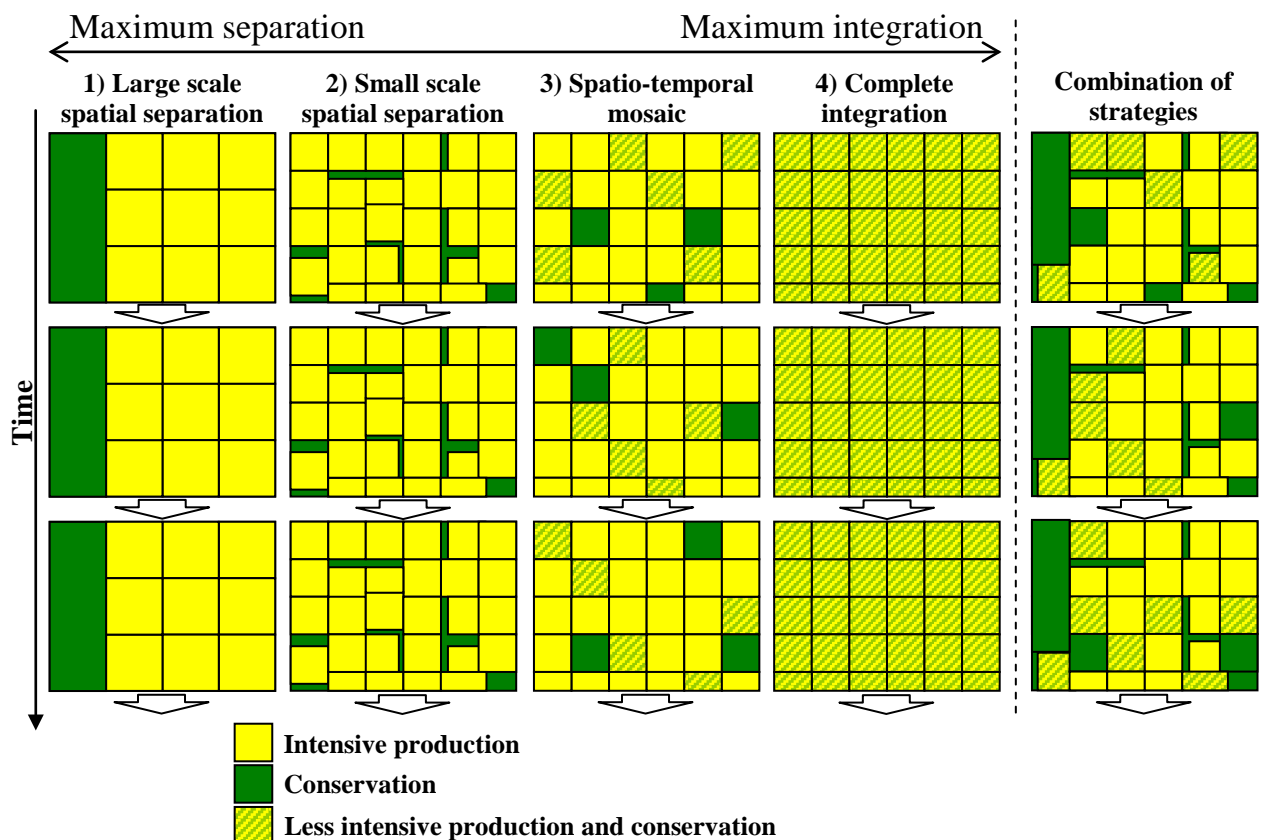 Maximum separation
Maximum integration
1) Large scale
spatial separation
2) Small scale
spatial separation
3) Spatio-temporal
mosaic
4) Complete
integration
Combination of
strategies
Time
Intensive production
Conservation
Less intensive production and conservation